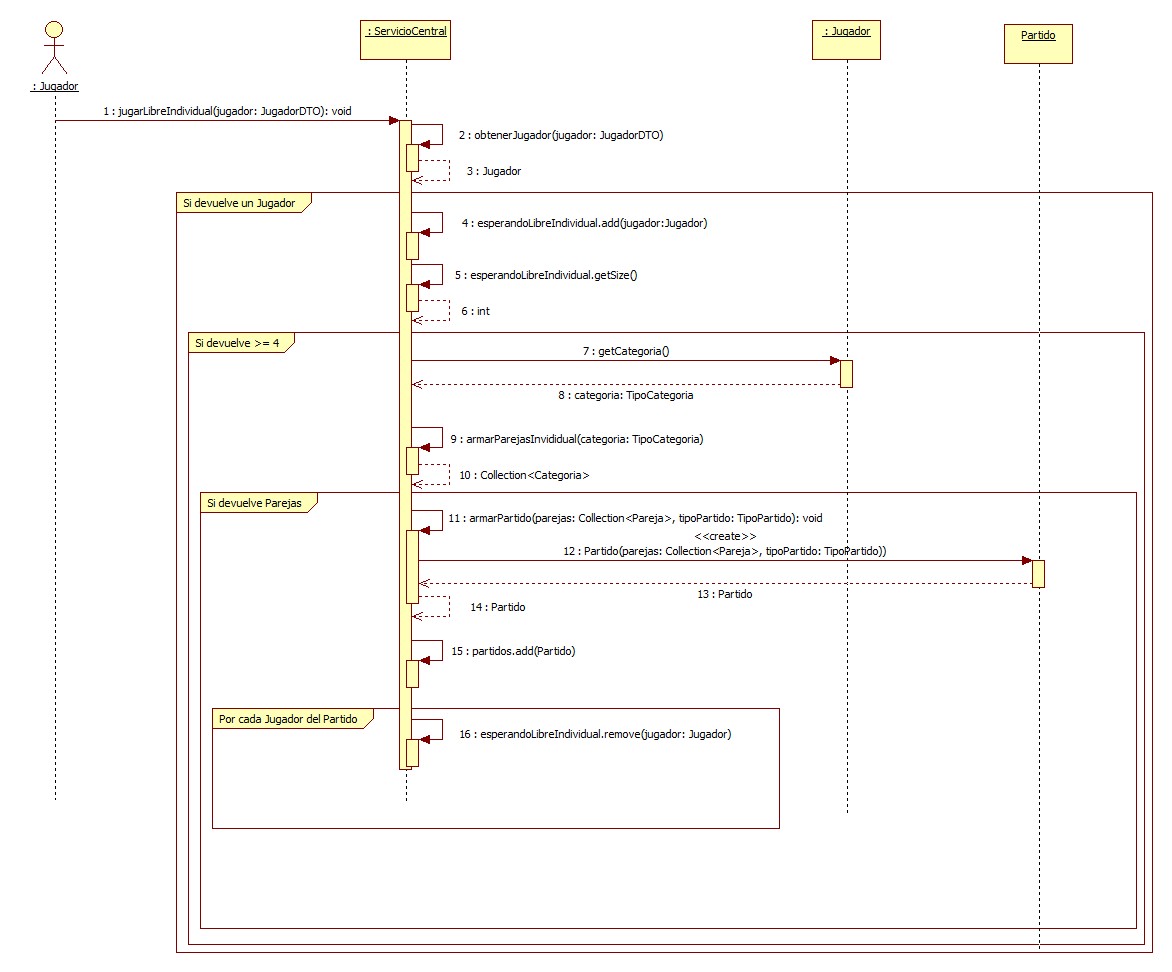 : ServicioCentral
: Jugador
Partido
: Jugador
1 : jugarLibreIndividual(jugador: JugadorDTO): void
2 : obtenerJugador(jugador: JugadorDTO)
3 : Jugador
Si devuelve un Jugador
4 : esperandoLibreIndividual.add(jugador:Jugador)
5 : esperandoLibreIndividual.getSize()
6 : int
Si devuelve >= 4
7 : getCategoria()
8 : categoria: TipoCategoria
9 : armarParejasInvididual(categoria: TipoCategoria)
10 : Collection<Categoria>
Si devuelve Parejas
11 : armarPartido(parejas: Collection<Pareja>, tipoPartido: TipoPartido): void
<<create>>
12 : Partido(parejas: Collection<Pareja>, tipoPartido: TipoPartido))
13 : Partido
14 : Partido
15 : partidos.add(Partido)
Por cada Jugador del Partido
16 : esperandoLibreIndividual.remove(jugador: Jugador)